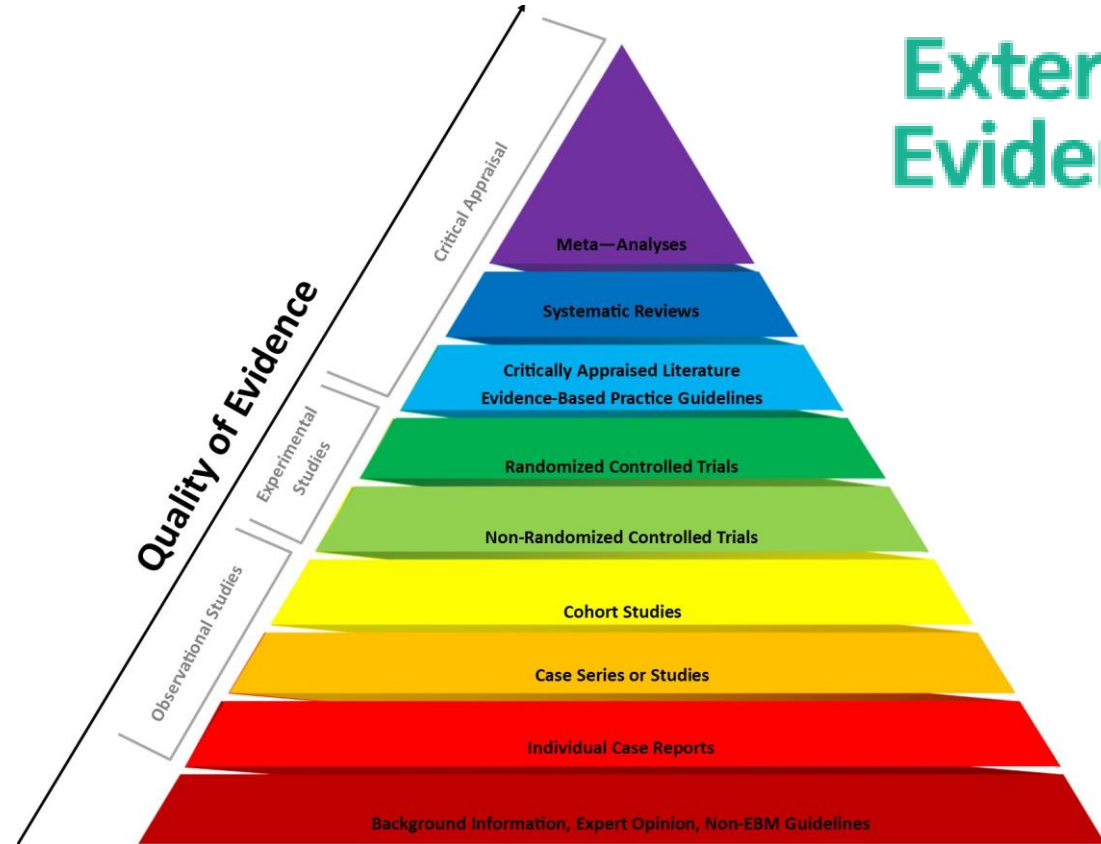 Exter
Eviden
Quality of Evidence
Critical Appraisal
Experimental
Studies
Observational Studies
Meta—Analyses
Systematic Reviews
Critically Appraised Literature
Evidence-Based Practice Guidelines
Randomized Controlled Trials
Non-Randomized Controlled Trials
Cohort Studies
Case Series or Studies
Individual Case Reports
Background Information, Expert Opinion, Non-EBM Guidelines